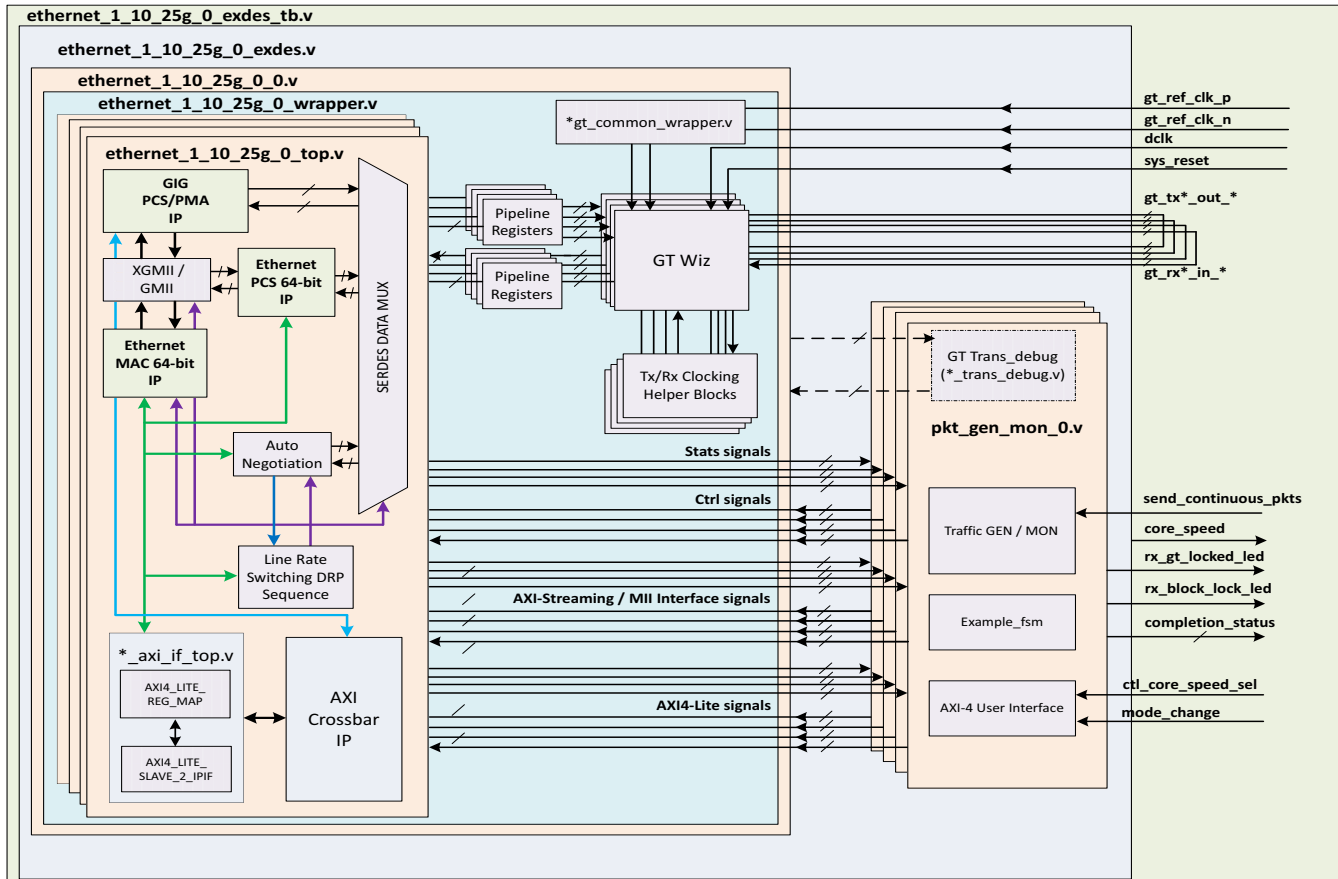 ethernet_1_10_25g_0_exdes_tb.v
ethernet_1_10_25g_0_exdes.v
ethernet_1_10_25g_0_0.v
ethernet_1_10_25g_0_wrapper.v
ethernet_1_10_25g_0_top.v
GIG
PCS/PMA
IP
XGMII /
GMII
Ethernet
PCS 64-bit
IP
Ethernet
MAC 64-bit
IP
SERDES DATA MUX
Auto
Negotiation
Line Rate
Switching DRP
Sequence
*_axi_if_top.v
AXI4_LITE_
REG_MAP
AXI4_LITE_
SLAVE_2_IPIF
AXI
Crossbar
IP
*gt_common_wrapper.v
Pipeline
Registers
Pipeline
Registers
GT Wiz
Tx/Rx Clocking
Helper Blocks
Stats signals
Ctrl signals
AXI-Streaming / MII Interface signals
AXI4-Lite signals
GT Trans_debug
(*_trans_debug.v)
pkt_gen_mon_0.v
Traffic GEN / MON
Example_fsm
AXI-4 User Interface
gt_ref_clk_p
gt_ref_clk_n
dclk
sys_reset
gt_tx*_out_*
gt_rx*_in_*
send_continuous_pkts
core_speed
rx_gt_locked_led
rx_block_lock_led
completion_status
ctl_core_speed_sel
mode_change